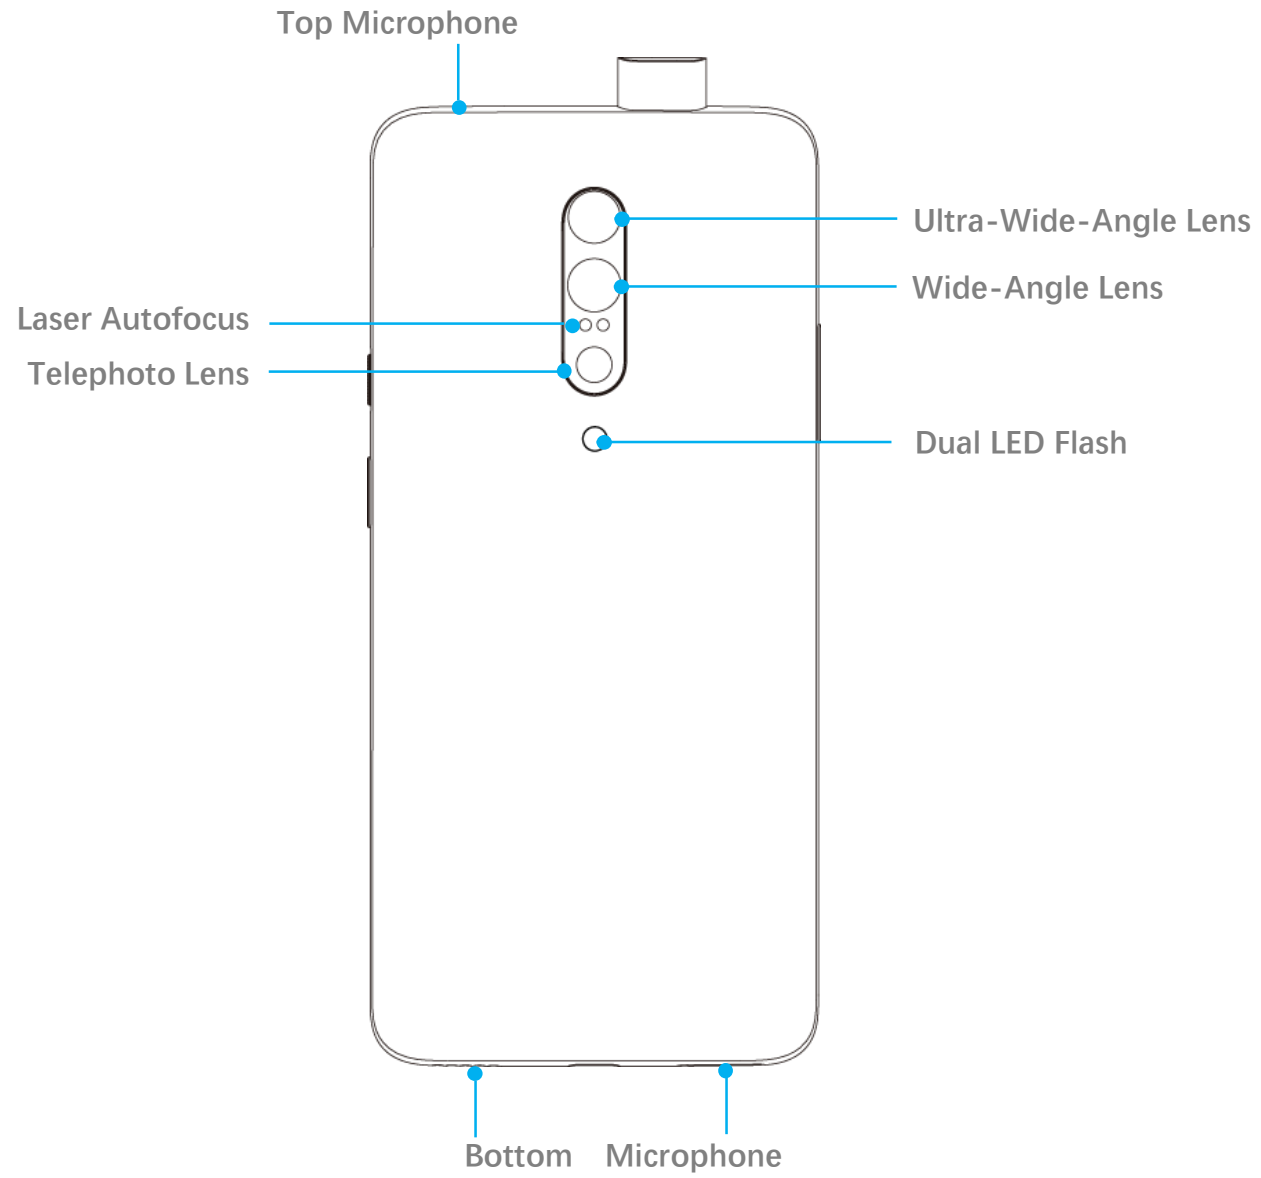 Top Microphone
Ultra-Wide-Angle Lens
Wide-Angle Lens
Laser Autofocus
Telephoto Lens
Dual LED Flash
Bottom Microphone